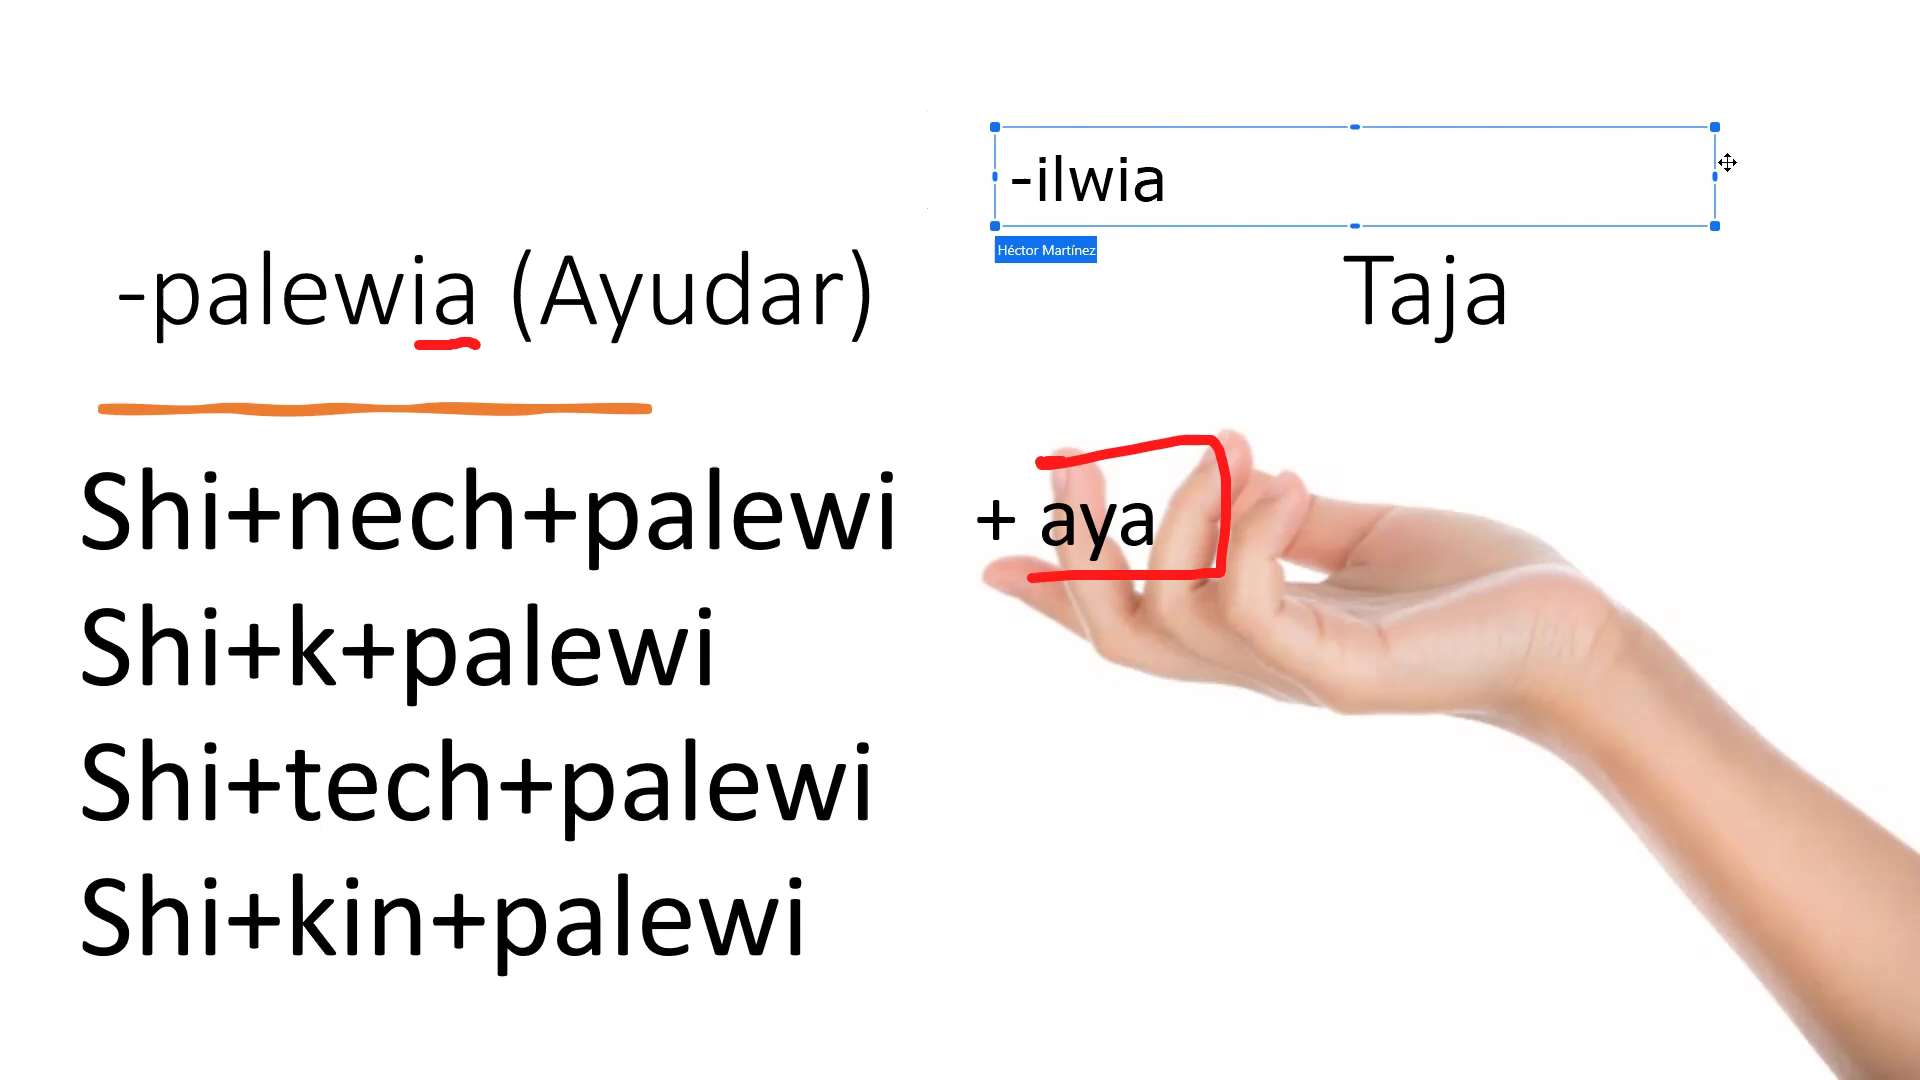 -ilwia
Héctor Martínez
-palewia (Ayudar)
Taja
Shi+nech+palewi
+ aya
Shi+k+palewi
Shi+tech+palewi
Shi+kin+palewi